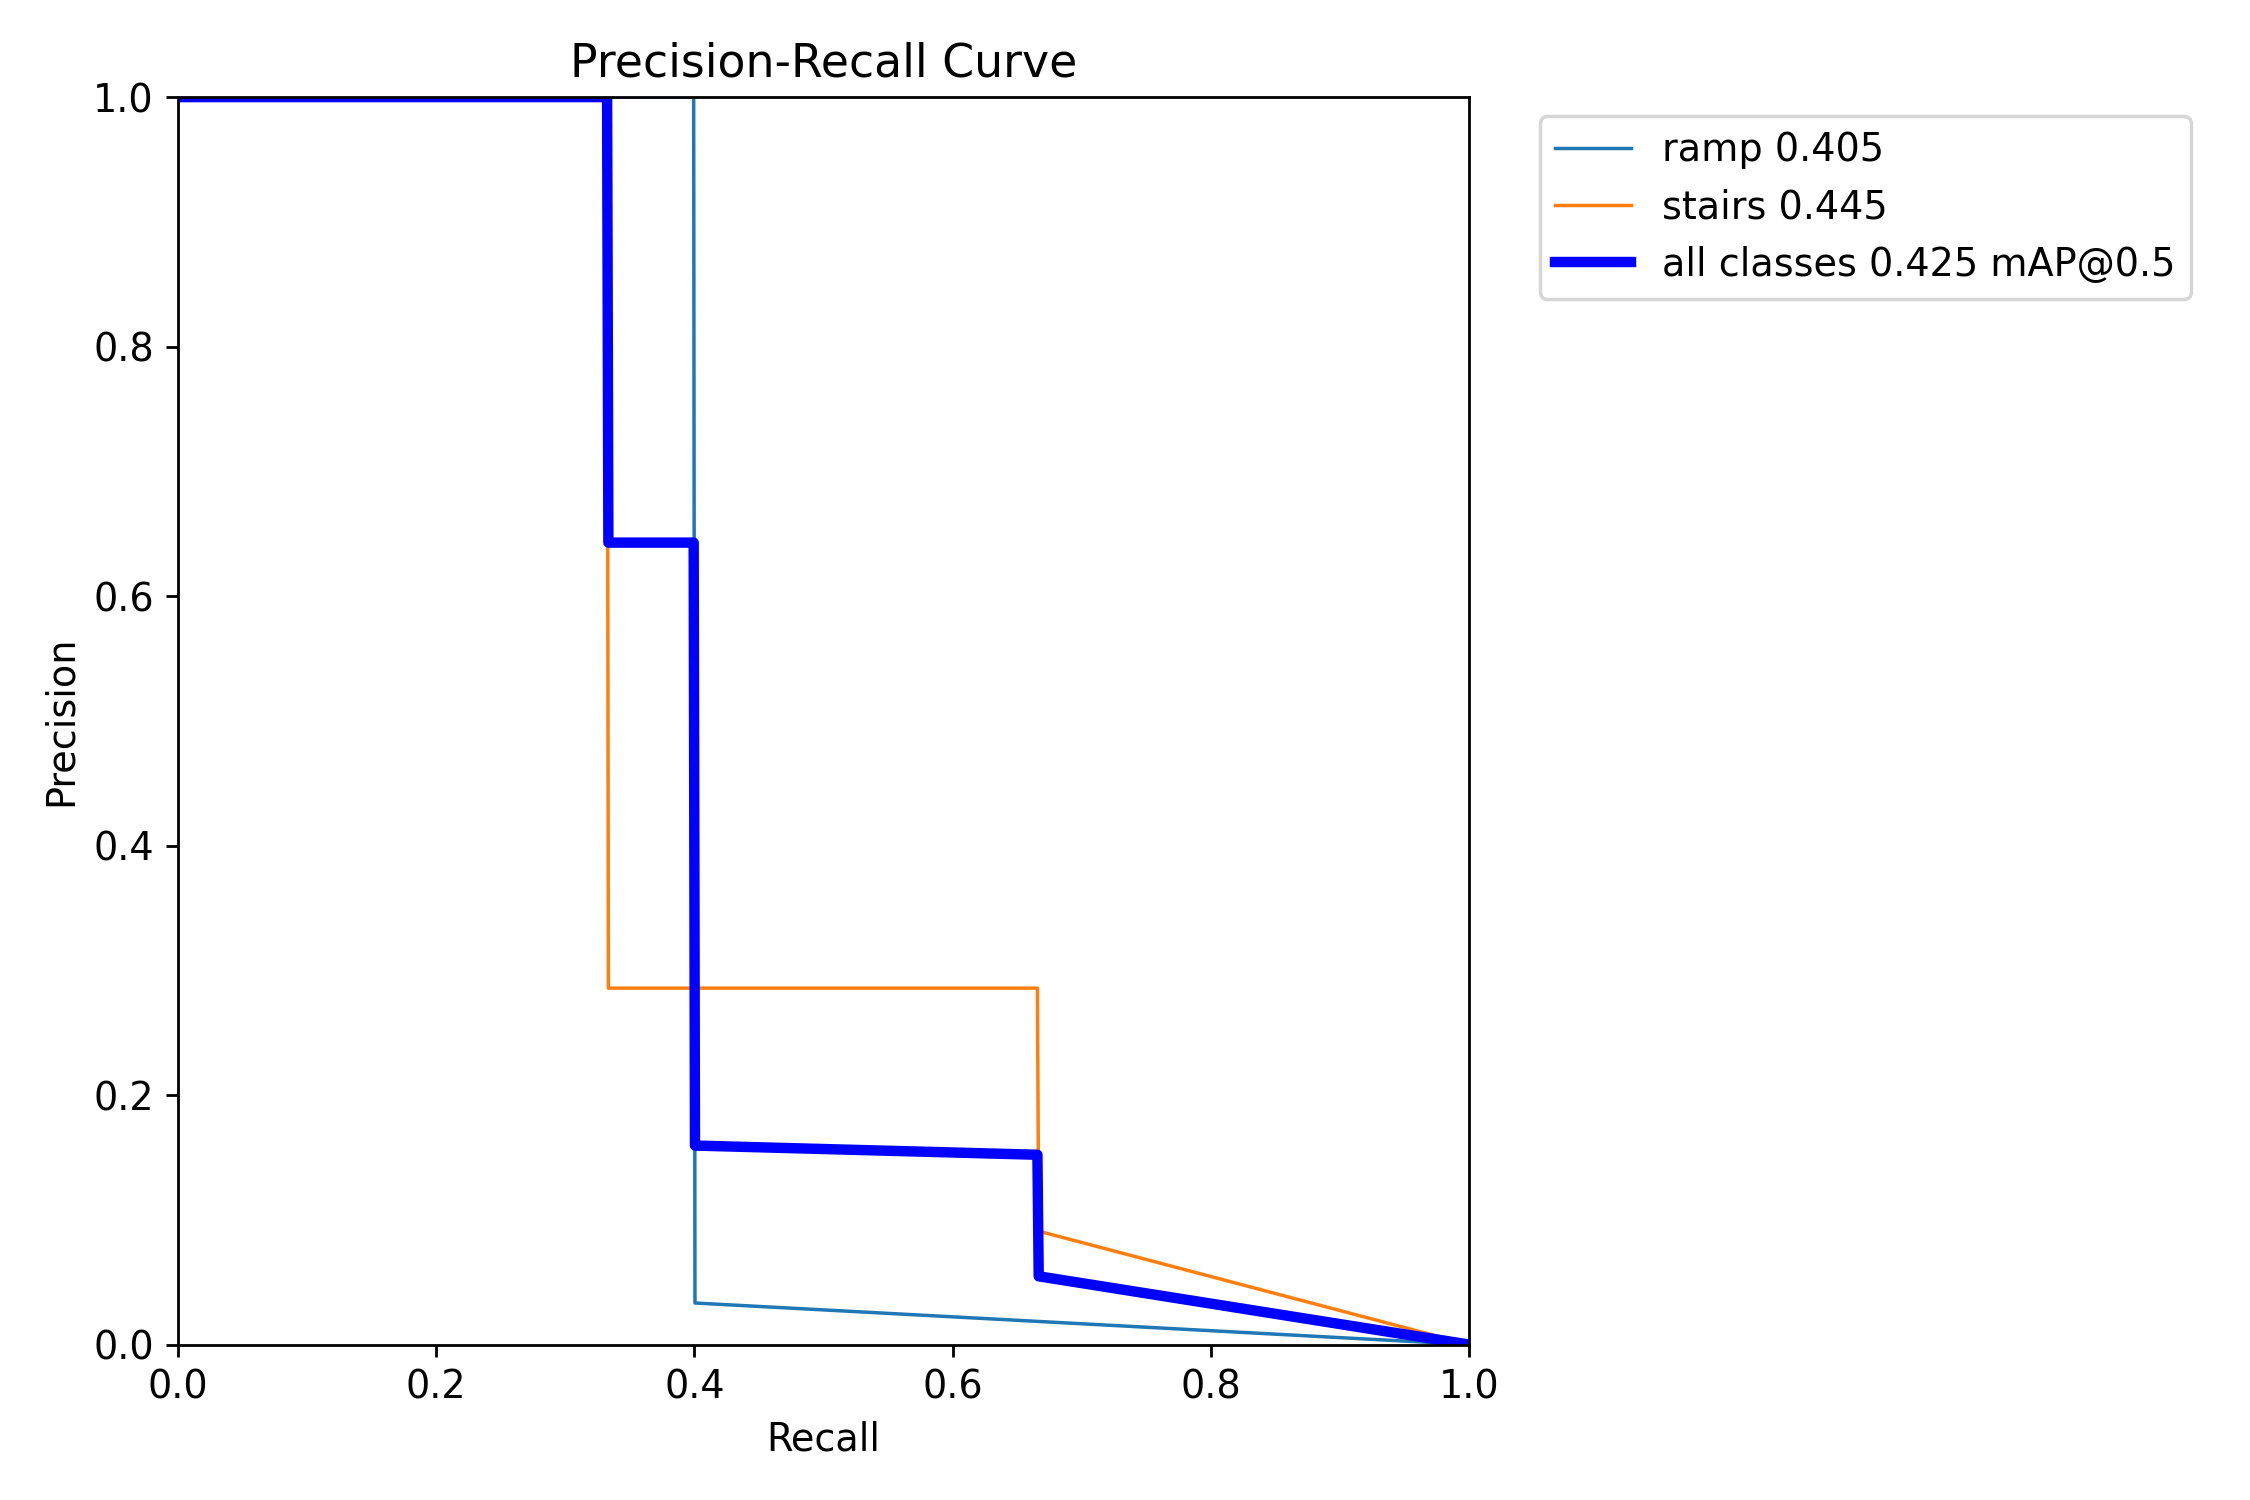 Precision-Recall Curve
1.0
0.8
0.6
0.4
0.2
0.0
Precision
0.0 0.2 0.4 0.6 0.8 1.0
Recall
ramp 0.405
stairs 0.445
all classes 0.425 mAP@0.5